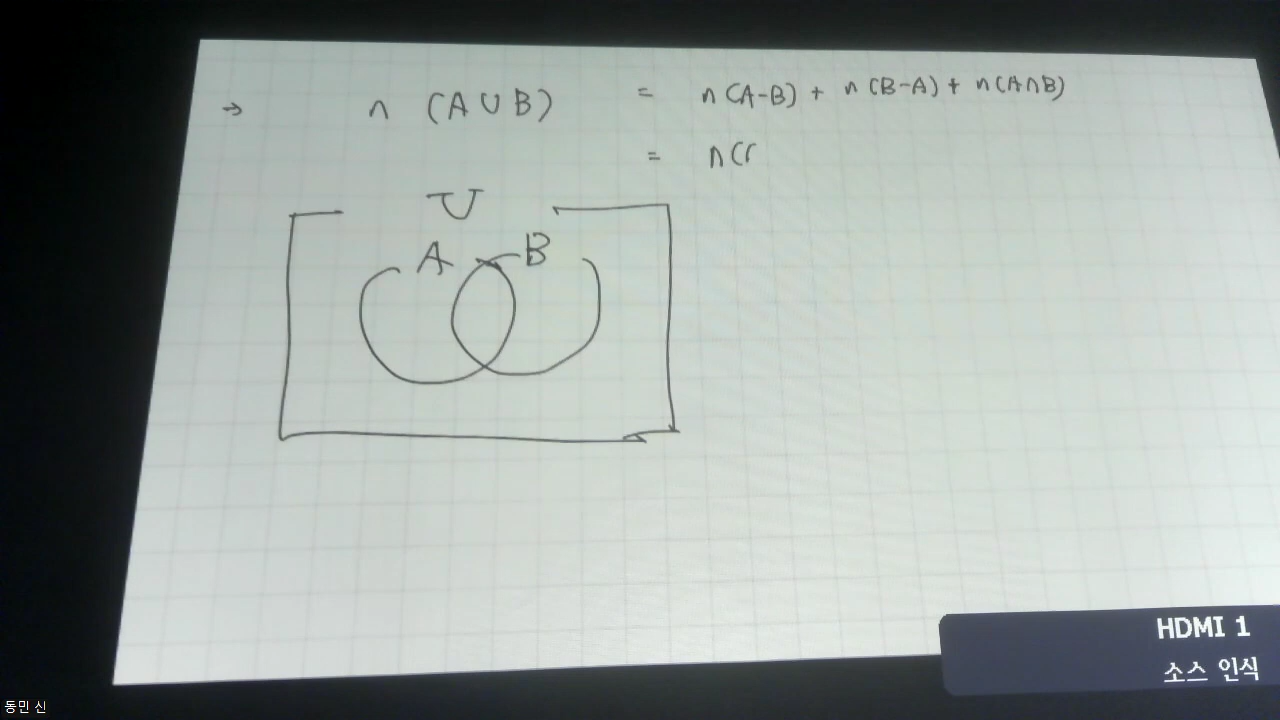 → n (A∪B) = n(A-B) + n(B-A) + n(A∩B)
= n((
U
A B
HDMI 1
소스 인식
동민 신